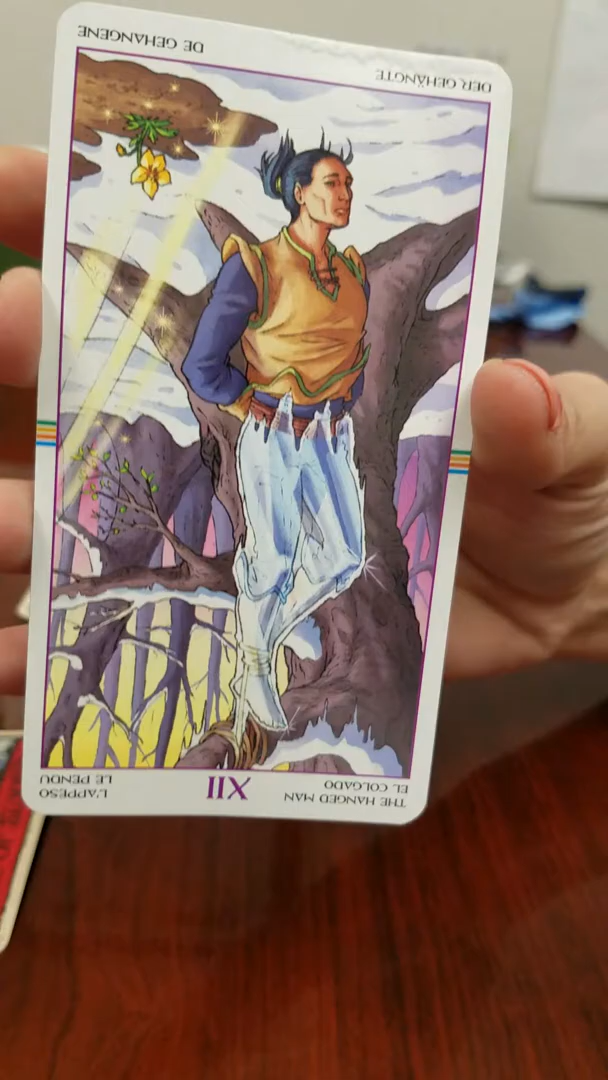 DE GEHANGENE
DER GEHÄNGTE
L'APPESO
LE PENDU
XII
THE HANGED MAN
EL COLGADO